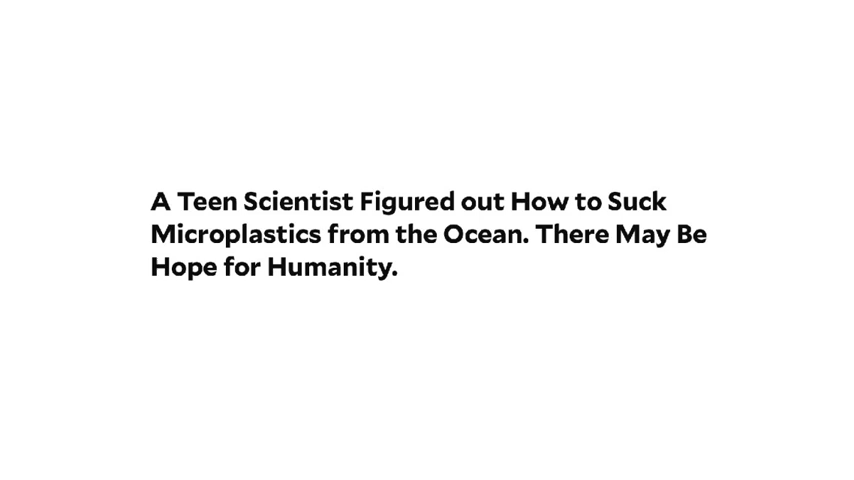 A Teen Scientist Figured out How to Suck
Microplastics from the Ocean. There May Be
Hope for Humanity.